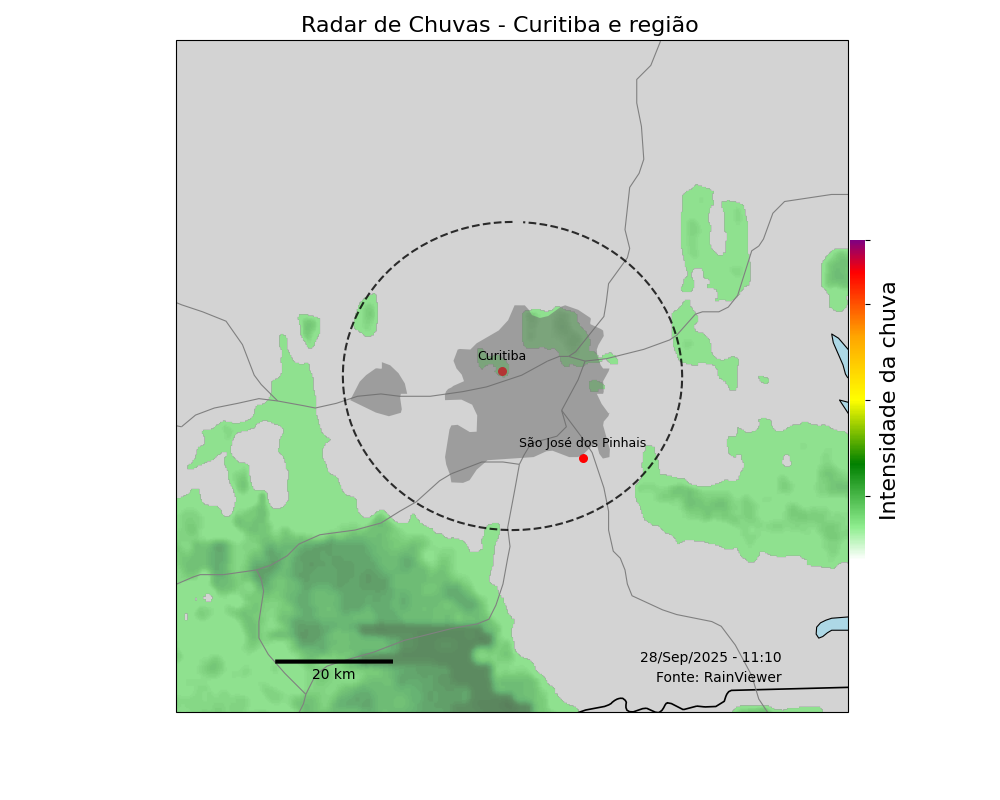 Radar de Chuvas - Curitiba e região
Curitiba
São José dos Pinhais
Intensidade da chuva
28/Sep/2025 - 11:10
Fonte: RainViewer
20 km